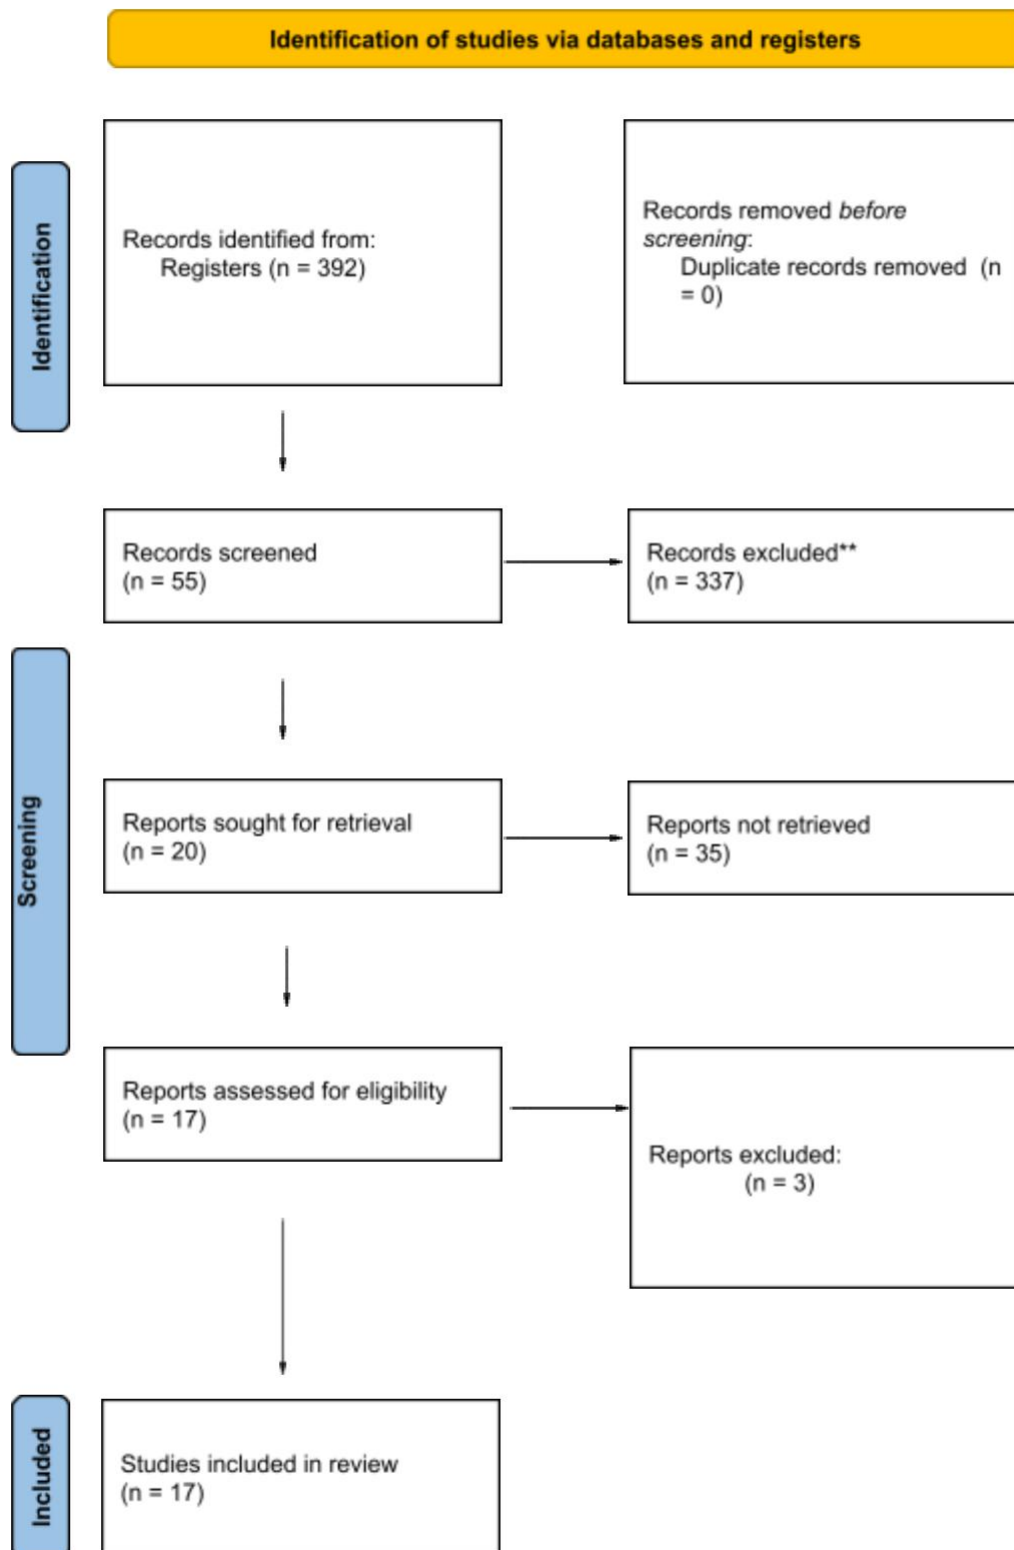 Identification of studies via databases and registers
Identification
Records identified from:
Registers (n = 392)
Records removed before
screening:
Duplicate records removed (n
= 0)
Records screened
(n = 55)
Records excluded**
(n = 337)
Screening
Reports sought for retrieval
(n = 20)
Reports not retrieved
(n = 35)
Reports assessed for eligibility
(n = 17)
Reports excluded:
(n = 3)
Included
Studies included in review
(n = 17)